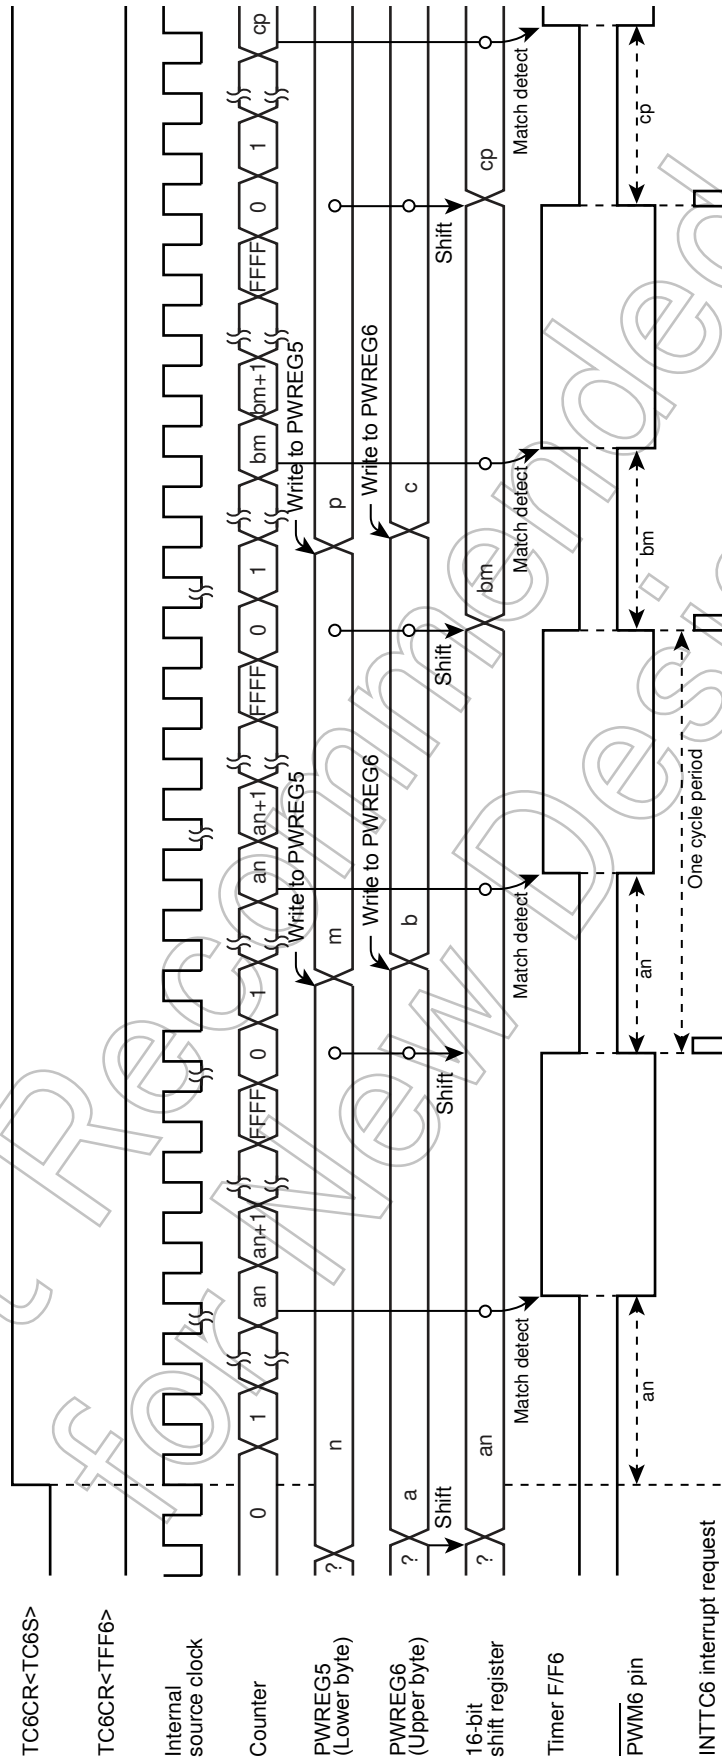 TC6CR<TC6S>
TC6CR<TFF6>
Internal
source clock
Counter 0 1 an an+1 FFFF 0 1 an an+1 FFFF 0 1 bm bm+1 FFFF 0 1 cp
Write to PWREG5 Write to PWREG5
PWREG5
(Lower byte) ? n m p
Write to PWREG6 Write to PWREG6
PWREG6
(Upper byte) ? a b c
Shift Shift Shift Shift
16-bit
shift register ? an bm cp
Match detect Match detect Match detect Match detect
Timer F/F6
PWM6 pin an an bm cp
One cycle period
INTTC6 interrupt request
Recommended
for New